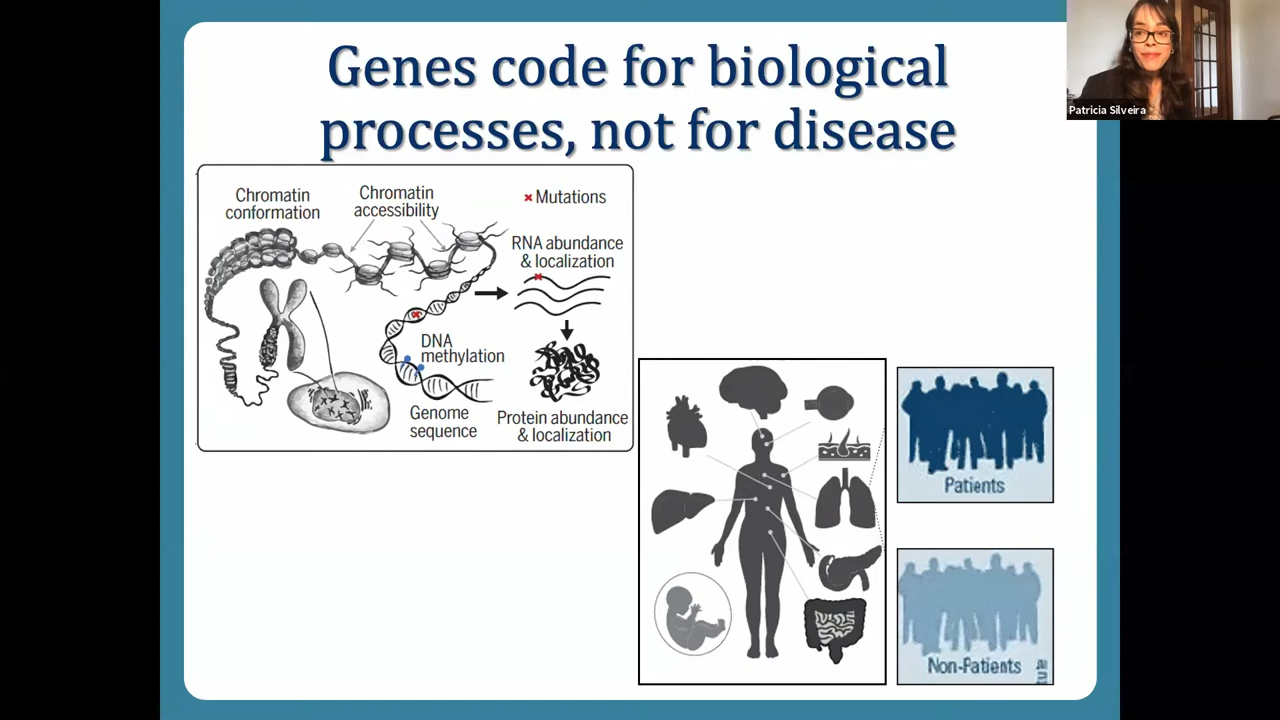 Genes code for biological
processes, not for disease
Patricia Silveira
Chromatin
conformation
Chromatin
accessibility
Mutations
RNA abundance
& localization
DNA
methylation
Genome
sequence
Protein abundance
& localization
Patients
Non-Patients